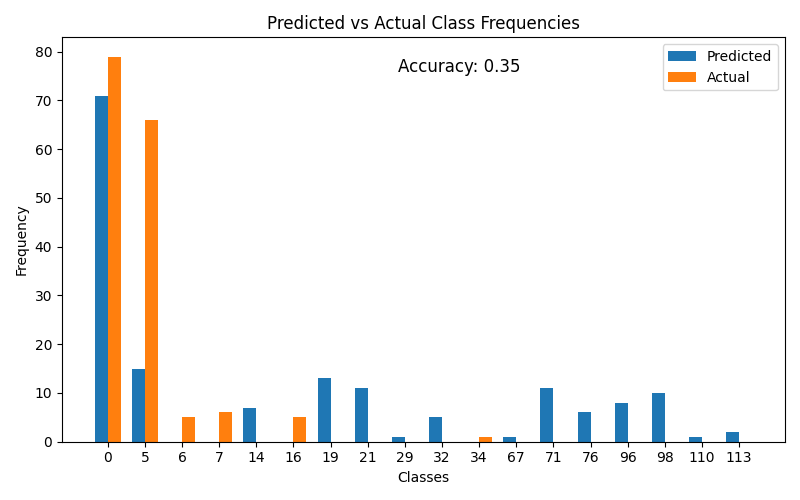 Predicted vs Actual Class Frequencies
Accuracy: 0.35
Predicted
Actual
Frequency
80
70
60
50
40
30
20
10
0
0 5 6 7 14 16 19 21 29 32 34 67 71 76 96 98 110 113
Classes